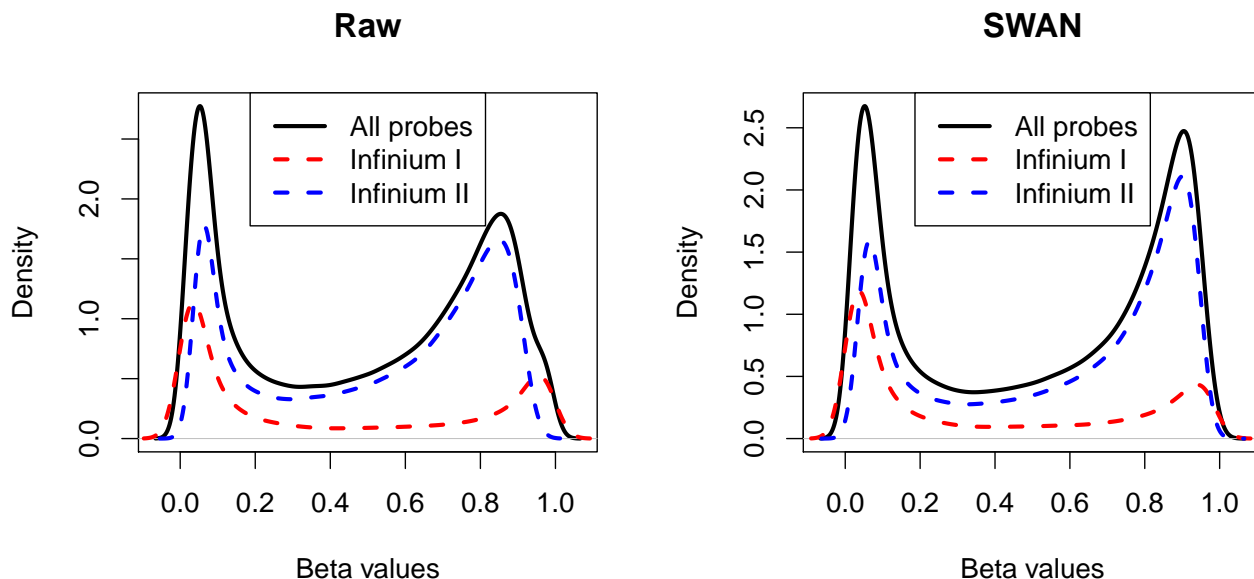 Raw
All probes
Infinium I
Infinium II
Density
0.0
1.0
2.0
0.0
0.2
0.4
0.6
0.8
1.0
Beta values
SWAN
All probes
Infinium I
Infinium II
Density
0.0
0.5
1.0
1.5
2.0
2.5
0.0
0.2
0.4
0.6
0.8
1.0
Beta values